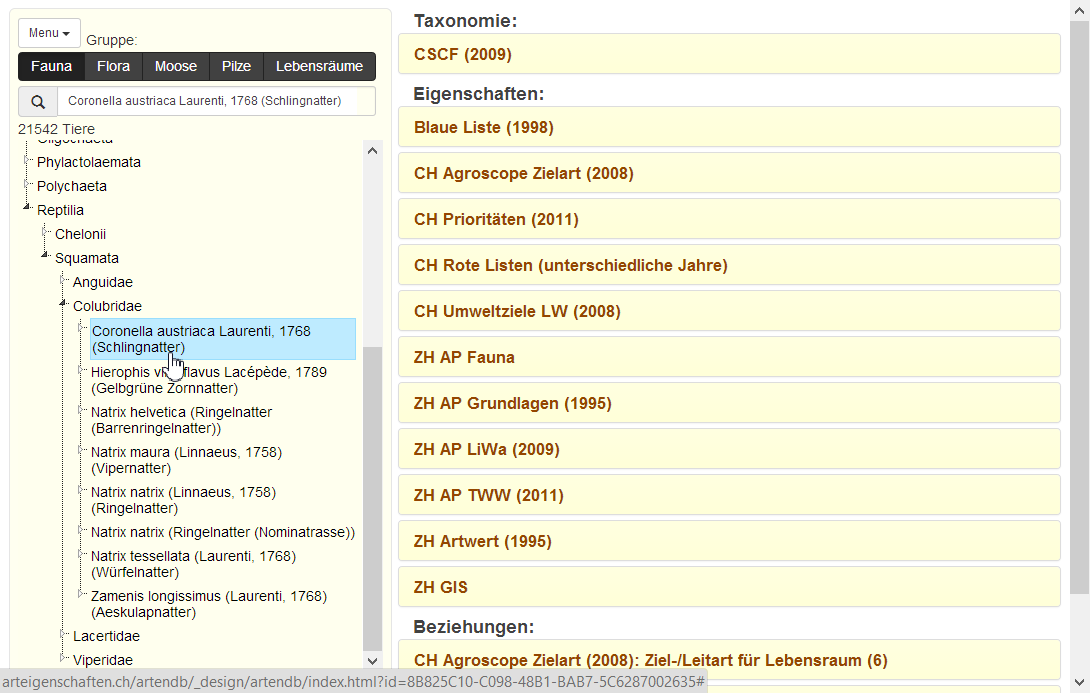 Menu
Gruppe:
Fauna Flora Moose Pilze Lebensräume
Coronella austriaca Laurenti, 1768 (Schlingnatter)
21542 Tiere
Oligochaeta
Phylactolaemata
Polychaeta
Reptilia
Chelonii
Squamata
Anguidae
Colubridae
Coronella austriaca Laurenti, 1768
(Schlingnatter)
Hierophis flavus Lacépède, 1789
(Gelbgrüne Zornnatter)
Natrix helvetica (Ringelnatter
(Barrenringelnatter))
Natrix maura (Linnaeus, 1758)
(Vipernatter)
Natrix natrix (Linnaeus, 1758)
(Ringelnatter)
Natrix natrix (Ringelnatter (Nominatrasse))
Natrix tessellata (Laurenti, 1768)
(Würfelnatter)
Zamenis longissimus (Laurenti, 1768)
(Aeskulapnatter)
Lacertidae
Viperidae
Taxonomie:
CSCF (2009)
Eigenschaften:
Blaue Liste (1998)
CH Agroscope Zielart (2008)
CH Prioritäten (2011)
CH Rote Listen (unterschiedliche Jahre)
CH Umweltziele LW (2008)
ZH AP Fauna
ZH AP Grundlagen (1995)
ZH AP LiWa (2009)
ZH AP TWW (2011)
ZH Artwert (1995)
ZH GIS
Beziehungen:
CH Agroscope Zielart (2008): Ziel-/Leitart für Lebensraum (6)
arteigenschaften.ch/artendb/_design/artendb/index.html?id=8B825C10-C098-48B1-BAB7-5C6287002635#